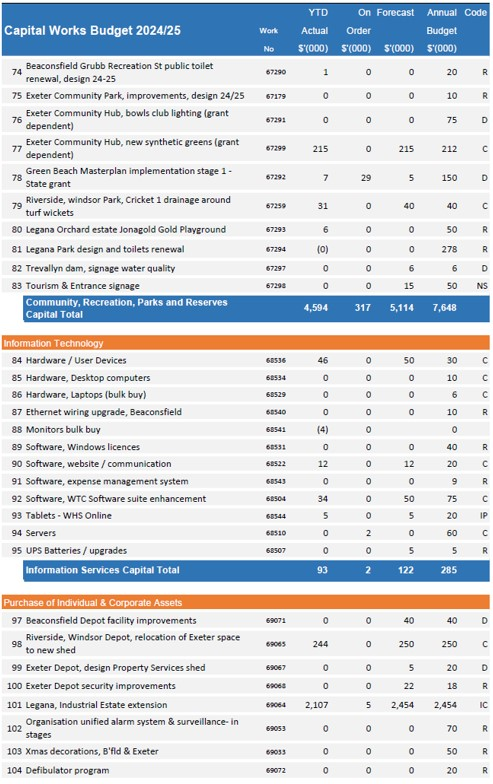 Capital Works Budget 2024/25 Work No YTD Actual $'(000) On Order $'(000) Forecast $'(000) Annual Budget $'(000) Code
74 Beaconsfield Grubb Recreation St public toilet renewal, design 24-25 67290 1 0 0 20 R
75 Exeter Community Park, improvements, design 24/25 67179 0 0 0 10 R
76 Exeter Community Hub, bowls club lighting (grant dependent) 67291 0 0 0 75 D
77 Exeter Community Hub, new synthetic greens (grant dependent) 67299 215 0 215 212 C
78 Green Beach Masterplan implementation stage 1 - State grant 67292 7 29 5 150 D
79 Riverside, windsor Park, Cricket 1 drainage around turf wickets 67259 31 0 40 40 C
80 Legana Orchard estate Jonagold Gold Playground 67293 6 0 0 50 R
81 Legana Park design and toilets renewal 67294 (0) 0 0 278 R
82 Trevallyn dam, signage water quality 67297 0 0 6 6 D
83 Tourism & Entrance signage 67298 0 0 15 50 NS
Community, Recreation, Parks and Reserves Capital Total 4,594 317 5,114 7,648
Information Technology
84 Hardware / User Devices 68536 46 0 50 30 C
85 Hardware, Desktop computers 68534 0 0 0 10 C
86 Hardware, Laptops (bulk buy) 68529 0 0 0 6 C
87 Ethernet wiring upgrade, Beaconsfield 68540 0 0 0 10 R
88 Monitors bulk buy 68541 (4) 0 0
89 Software, Windows licences 68531 0 0 0 40 R
90 Software, website / communication 68522 12 0 12 20 C
91 Software, expense management system 68543 0 0 0 9 R
92 Software, WTC Software suite enhancement 68504 34 0 50 75 C
93 Tablets - WHS Online 68544 5 0 5 20 IP
94 Servers 68510 0 2 0 60 C
95 UPS Batteries / upgrades 68507 0 0 5 5 R
Information Services Capital Total 93 2 122 285
Purchase of Individual & Corporate Assets
97 Beaconsfield Depot facility improvements 69071 0 0 40 40 D
98 Riverside, Windsor Depot, relocation of Exeter space to new shed 69065 244 0 250 250 C
99 Exeter Depot, design Property Services shed 69067 0 0 5 20 D
100 Exeter Depot security improvements 69068 0 0 22 18 R
101 Legana, Industrial Estate extension 69064 2,107 5 2,454 2,454 IC
102 Organisation unified alarm system & surveillance- in stages 69053 0 0 0 70 R
103 Xmas decorations, B'fld & Exeter 69033 0 0 0 50 R
104 Defibulator program 69072 0 0 0 20 R